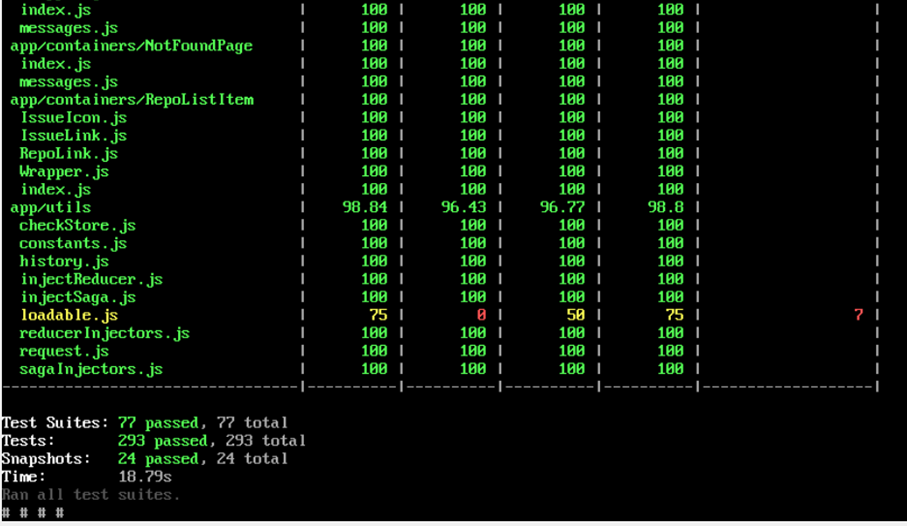 index.js | 100 | 100 | 100 | 100 | |
messages.js | 100 | 100 | 100 | 100 | |
app/containers/NotFoundPage | 100 | 100 | 100 | 100 | |
index.js | 100 | 100 | 100 | 100 | |
messages.js | 100 | 100 | 100 | 100 | |
app/containers/RepoListItem | 100 | 100 | 100 | 100 | |
IssueIcon.js | 100 | 100 | 100 | 100 | |
IssueLink.js | 100 | 100 | 100 | 100 | |
RepoLink.js | 100 | 100 | 100 | 100 | |
Wrapper.js | 100 | 100 | 100 | 100 | |
index.js | 100 | 100 | 100 | 100 | |
app/utils | 98.84 | 96.43 | 96.77 | 98.8 | |
checkStore.js | 100 | 100 | 100 | 100 | |
constants.js | 100 | 100 | 100 | 100 | |
history.js | 100 | 100 | 100 | 100 | |
injectReducer.js | 100 | 100 | 100 | 100 | |
injectSaga.js | 100 | 100 | 100 | 100 | |
loadable.js | 75 | 0 | 50 | 75 | 7 |
reducerInjectors.js | 100 | 100 | 100 | 100 | |
request.js | 100 | 100 | 100 | 100 | |
sagaInjectors.js | 100 | 100 | 100 | 100 | |
---------------------------------|----------|----------|----------|----------|-------------------|
Test Suites: 77 passed, 77 total
Tests: 293 passed, 293 total
Snapshots: 24 passed, 24 total
Time: 18.79s
Ran all test suites.
# # # #